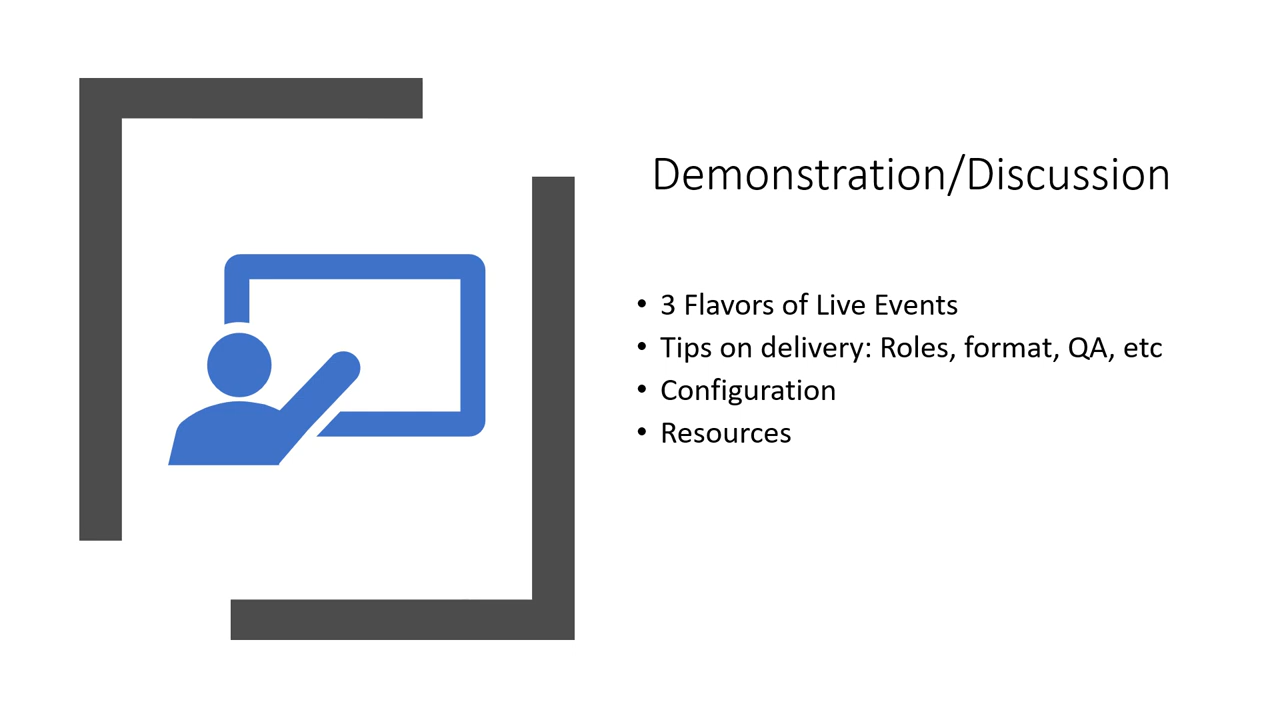 Demonstration/Discussion
• 3 Flavors of Live Events
• Tips on delivery: Roles, format, QA, etc
• Configuration
• Resources